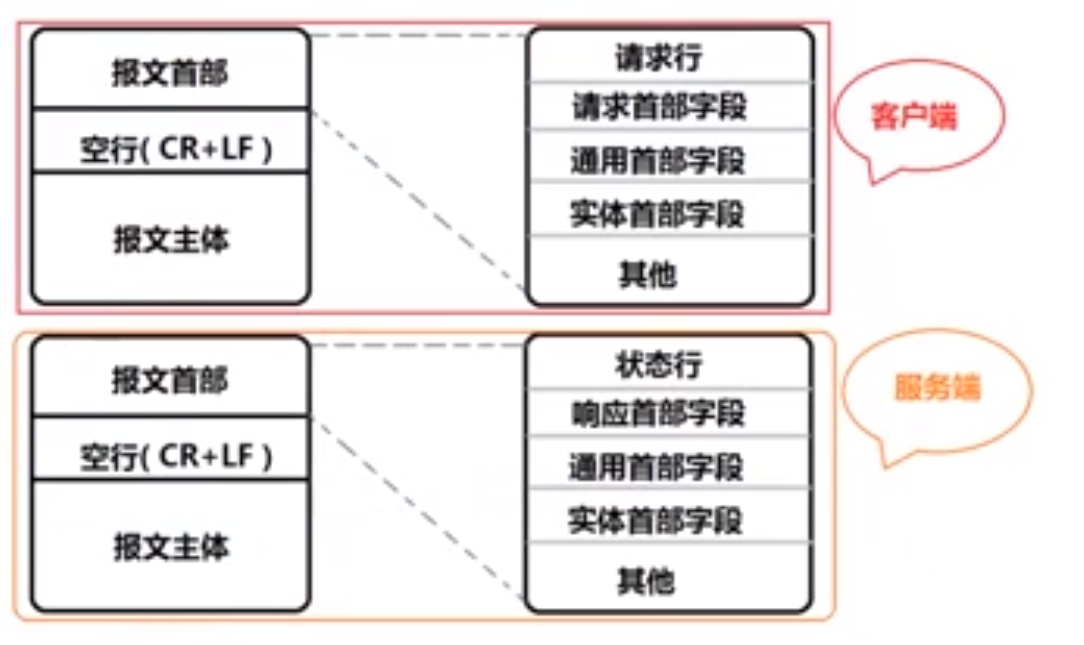 报文首部
空行( CR+LF )
报文主体
请求行
请求首部字段
通用首部字段
实体首部字段
其他
客户端
报文首部
空行( CR+LF )
报文主体
状态行
响应首部字段
通用首部字段
实体首部字段
其他
服务端